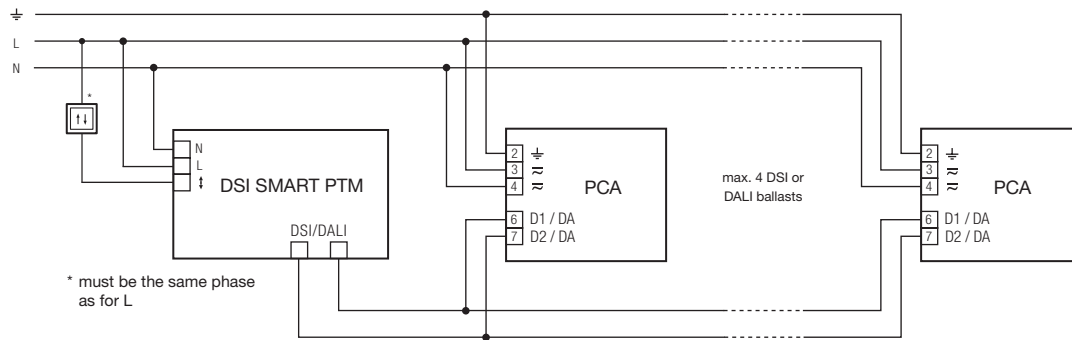 L
N
*
N
L
DSI SMART PTM
DSI/DALI
* must be the same phase
as for L
2
3
4
PCA
6 D1 / DA
7 D2 / DA
max. 4 DSI or
DALI ballasts
2
3
4
PCA
6 D1 / DA
7 D2 / DA